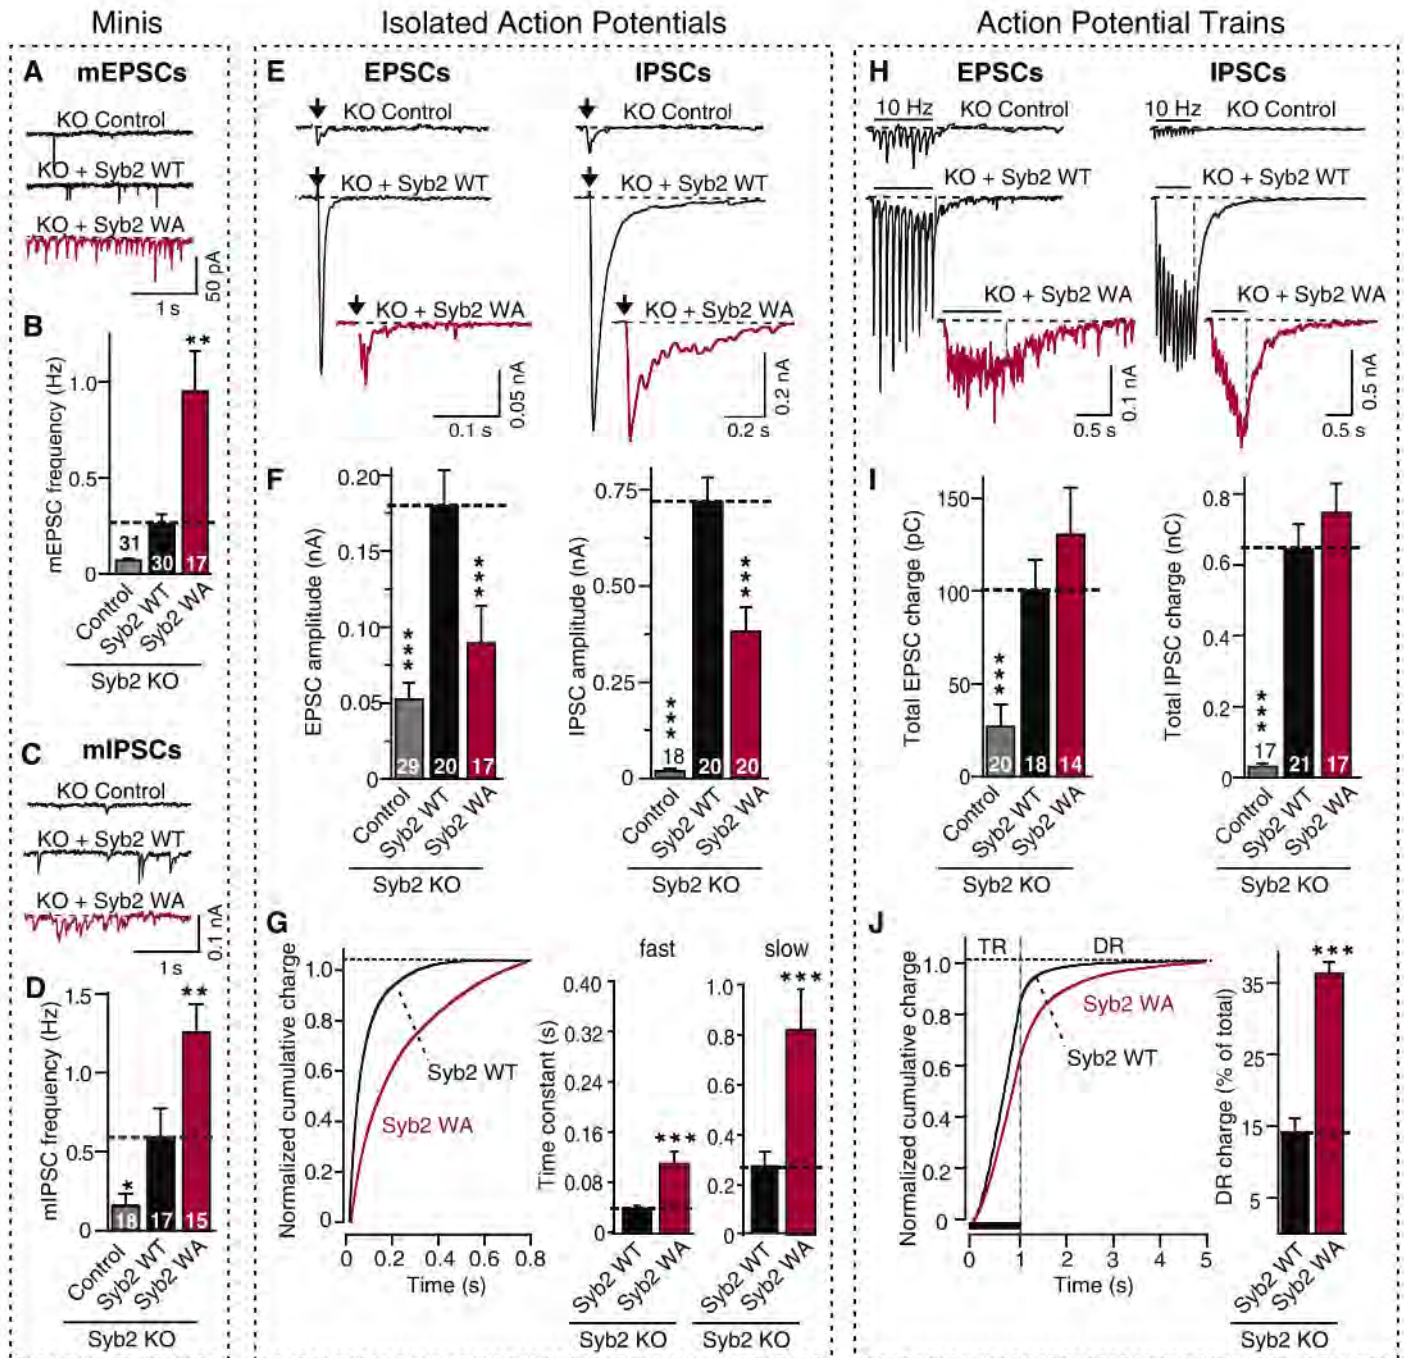 Minis
Isolated Action Potentials
Action Potential Trains
A mEPSCs
KO Control
KO + Syb2 WT
KO + Syb2 WA
50 pA
1 s
B
mEPSC frequency (Hz)
1.0
0.5
0
**
31
30
17
Control
Syb2 WT
Syb2 WA
Syb2 KO
C mIPSCs
KO Control
KO + Syb2 WT
KO + Syb2 WA
0.1 nA
1 s
D
mIPSC frequency (Hz)
1.5
1.0
0.5
0
*
**
18
17
15
Control
Syb2 WT
Syb2 WA
Syb2 KO
E EPSCs
KO Control
KO + Syb2 WT
KO + Syb2 WA
0.05 nA
0.1 s
IPSCs
KO Control
KO + Syb2 WT
KO + Syb2 WA
0.2 nA
0.2 s
F
EPSC amplitude (nA)
0.20
0.15
0.10
0.05
0
***
***
29
20
17
Control
Syb2 WT
Syb2 WA
Syb2 KO
IPSC amplitude (nA)
0.75
0.50
0.25
0
***
***
18
20
20
Control
Syb2 WT
Syb2 WA
Syb2 KO
G
Normalized cumulative charge
1.0
0.8
0.6
0.4
0.2
0
Syb2 WT
Syb2 WA
0
0.2
0.4
0.6
0.8
Time (s)
fast
Time constant (s)
0.40
0.32
0.24
0.16
0.08
0
***
Syb2 WT
Syb2 WA
Syb2 KO
slow
1.0
0.8
0.6
0.4
0.2
0
***
Syb2 WT
Syb2 WA
Syb2 KO
H EPSCs
10 Hz
KO Control
KO + Syb2 WT
KO + Syb2 WA
0.1 nA
0.5 s
IPSCs
10 Hz
KO Control
KO + Syb2 WT
KO + Syb2 WA
0.5 nA
0.5 s
I
Total EPSC charge (pC)
150
100
50
0
***
20
18
14
Control
Syb2 WT
Syb2 WA
Syb2 KO
Total IPSC charge (nC)
0.8
0.6
0.4
0.2
0
***
17
21
17
Control
Syb2 WT
Syb2 WA
Syb2 KO
J
Normalized cumulative charge
1.0
0.8
0.6
0.4
0.2
0
TR
DR
Syb2 WA
Syb2 WT
0
1
2
3
4
5
Time (s)
DR charge (% of total)
35
25
15
5
***
Syb2 WT
Syb2 WA
Syb2 KO